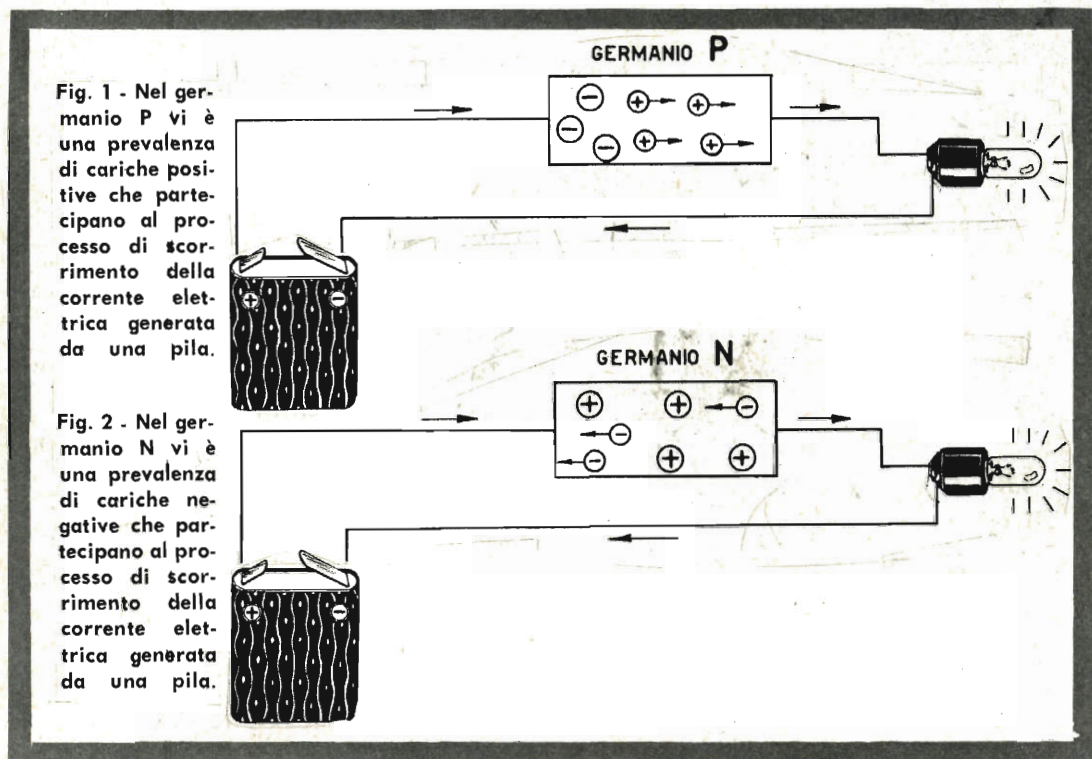 Fig. 1 - Nel ger-
manio P vi è
una prevalenza
di cariche posi-
tive che parte-
cipano al pro-
cesso di scor-
rimento della
corrente elet-
trica generata
da una pila.
GERMANIO P
− + +
− + +
−
+ −
Fig. 2 - Nel ger-
manio N vi è
una prevalenza
di cariche ne-
gative che par-
tecipano al pro-
cesso di scor-
rimento della
corrente elet-
trica generata
da una pila.
GERMANIO N
+ + −
−
− + +
+ −